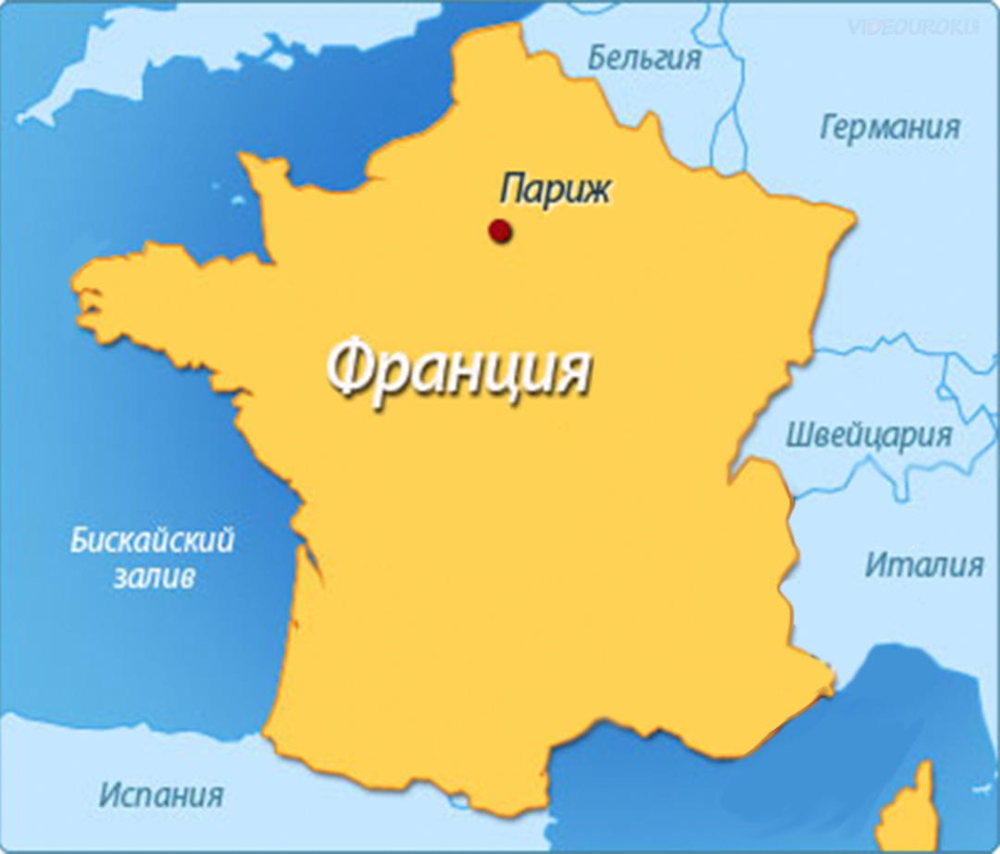 VIDEOUROKI
Бельгия
Германия
Париж
Франция
Швейцария
Бискайский
залив
Италия
Испания